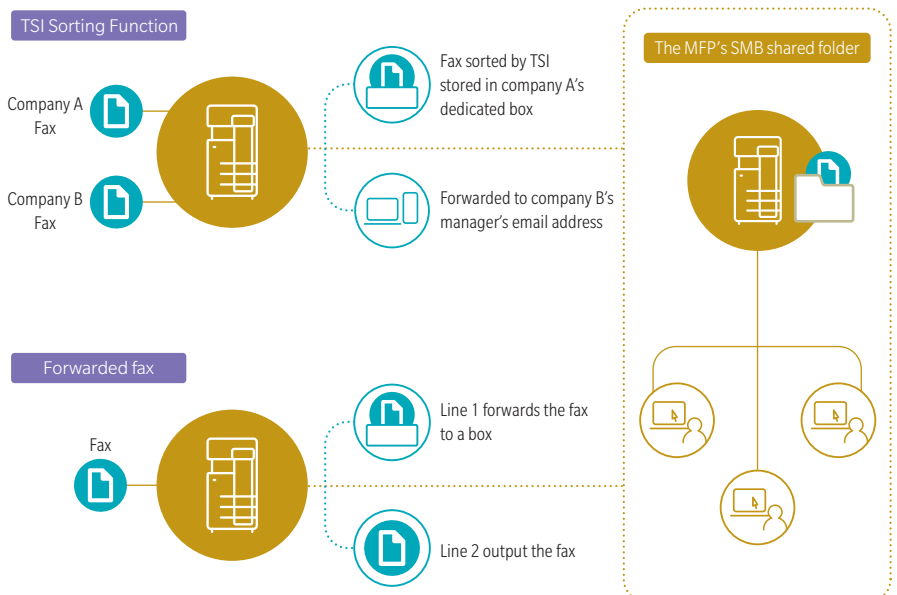 TSI Sorting Function
Company A
Fax
Company B
Fax
Fax sorted by TSI
stored in company A's
dedicated box
Forwarded to company B's
manager's email address
The MFP's SMB shared folder
Forwarded fax
Fax
Line 1 forwards the fax
to a box
Line 2 output the fax